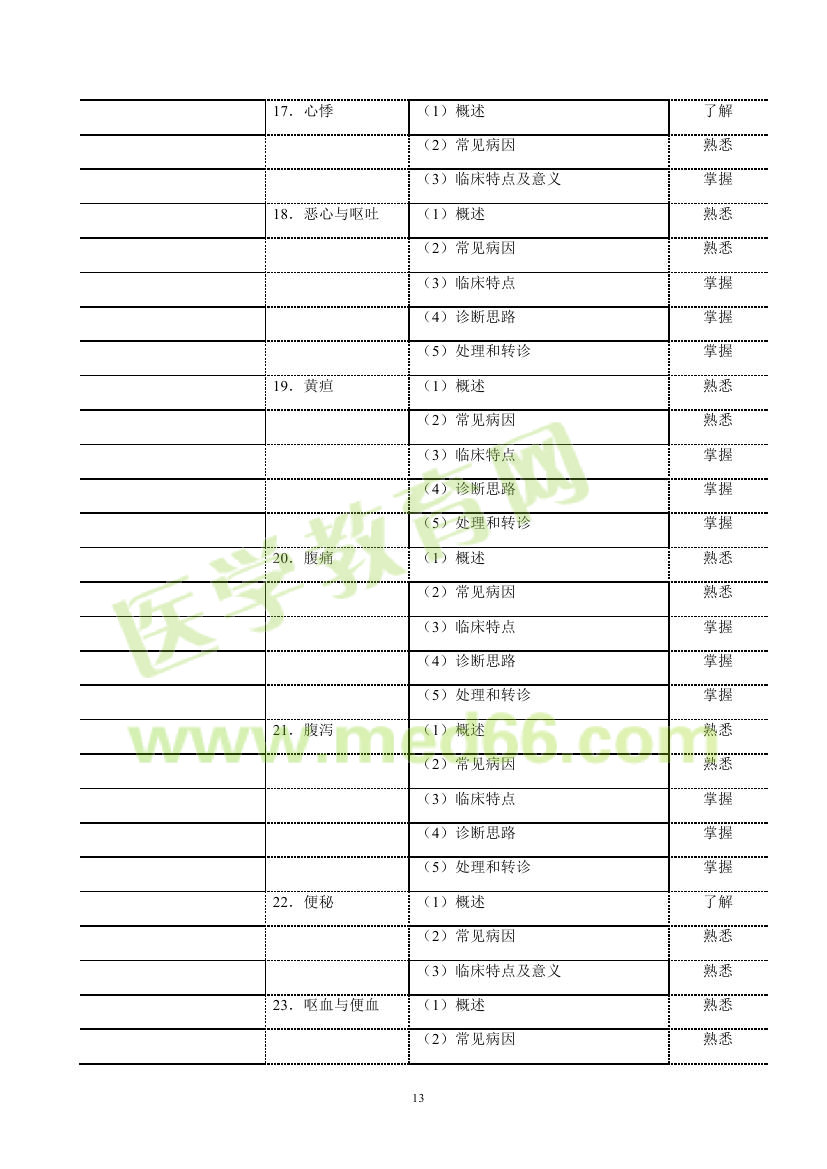 17．心悸 （1）概述 了解
（2）常见病因 熟悉
（3）临床特点及意义 掌握
18．恶心与呕吐 （1）概述 熟悉
（2）常见病因 熟悉
（3）临床特点 掌握
（4）诊断思路 掌握
（5）处理和转诊 掌握
19．黄疸 （1）概述 熟悉
（2）常见病因 熟悉
（3）临床特点 掌握
（4）诊断思路 掌握
（5）处理和转诊 掌握
20．腹痛 （1）概述 熟悉
（2）常见病因 熟悉
（3）临床特点 掌握
（4）诊断思路 掌握
（5）处理和转诊 掌握
21．腹泻 （1）概述 熟悉
（2）常见病因 熟悉
（3）临床特点 掌握
（4）诊断思路 掌握
（5）处理和转诊 掌握
22．便秘 （1）概述 了解
（2）常见病因 熟悉
（3）临床特点及意义 熟悉
23．呕血与便血 （1）概述 熟悉
（2）常见病因 熟悉
医学教育网
www.med66.com
13